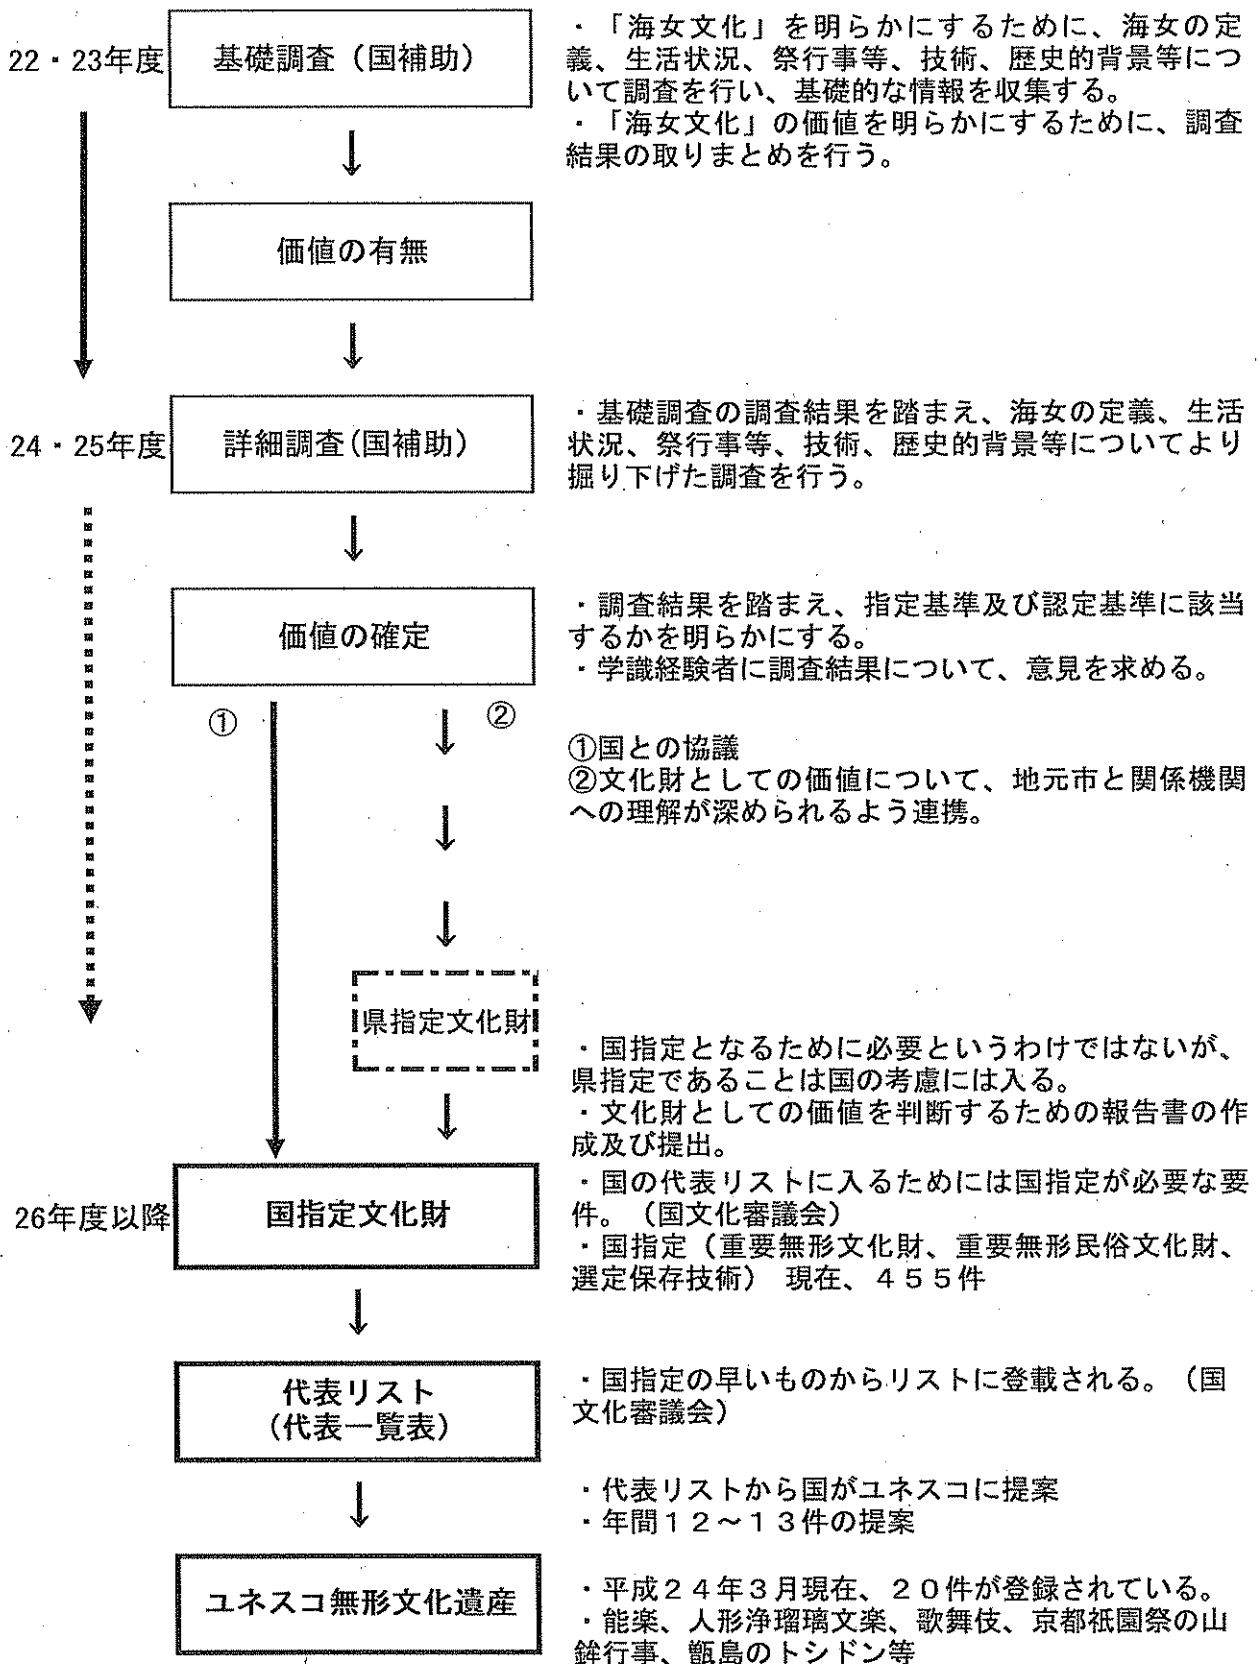 22・23年度
基礎調査（国補助）
・「海女文化」を明らかにするために、海女の定
義、生活状況、祭行事等、技術、歴史的背景等につ
いて調査を行い、基礎的な情報を収集する。
・「海女文化」の価値を明らかにするために、調査
結果の取りまとめを行う。
↓
価値の有無
↓
24・25年度
詳細調査(国補助）
・基礎調査の調査結果を踏まえ、海女の定義、生活
状況、祭行事等、技術、歴史的背景等についてより
掘り下げた調査を行う。
↓
価値の確定
・調査結果を踏まえ、指定基準及び認定基準に該当
するかを明らかにする。
・学識経験者に調査結果について、意見を求める。
①
②
↓
①国との協議
②文化財としての価値について、地元市と関係機関
への理解が深められるよう連携。
↓
↓
県指定文化財
・国指定となるために必要というわけではないが、
県指定であることは国の考慮には入る。
・文化財としての価値を判断するための報告書の作
成及び提出。
↓
26年度以降
国指定文化財
・国の代表リストに入るためには国指定が必要な要
件。（国文化審議会）
・国指定（重要無形文化財、重要無形民俗文化財、
選定保存技術）　現在、４５５件
↓
代表リスト
(代表一覧表)
・国指定の早いものからリストに登載される。（国
文化審議会）
↓
・代表リストから国がユネスコに提案
・年間１２～１３件の提案
ユネスコ無形文化遺産
・平成２４年３月現在、２０件が登録されている。
・能楽、人形浄瑠璃文楽、歌舞伎、京都祇園祭の山
鉾行事、甑島のトシドン等